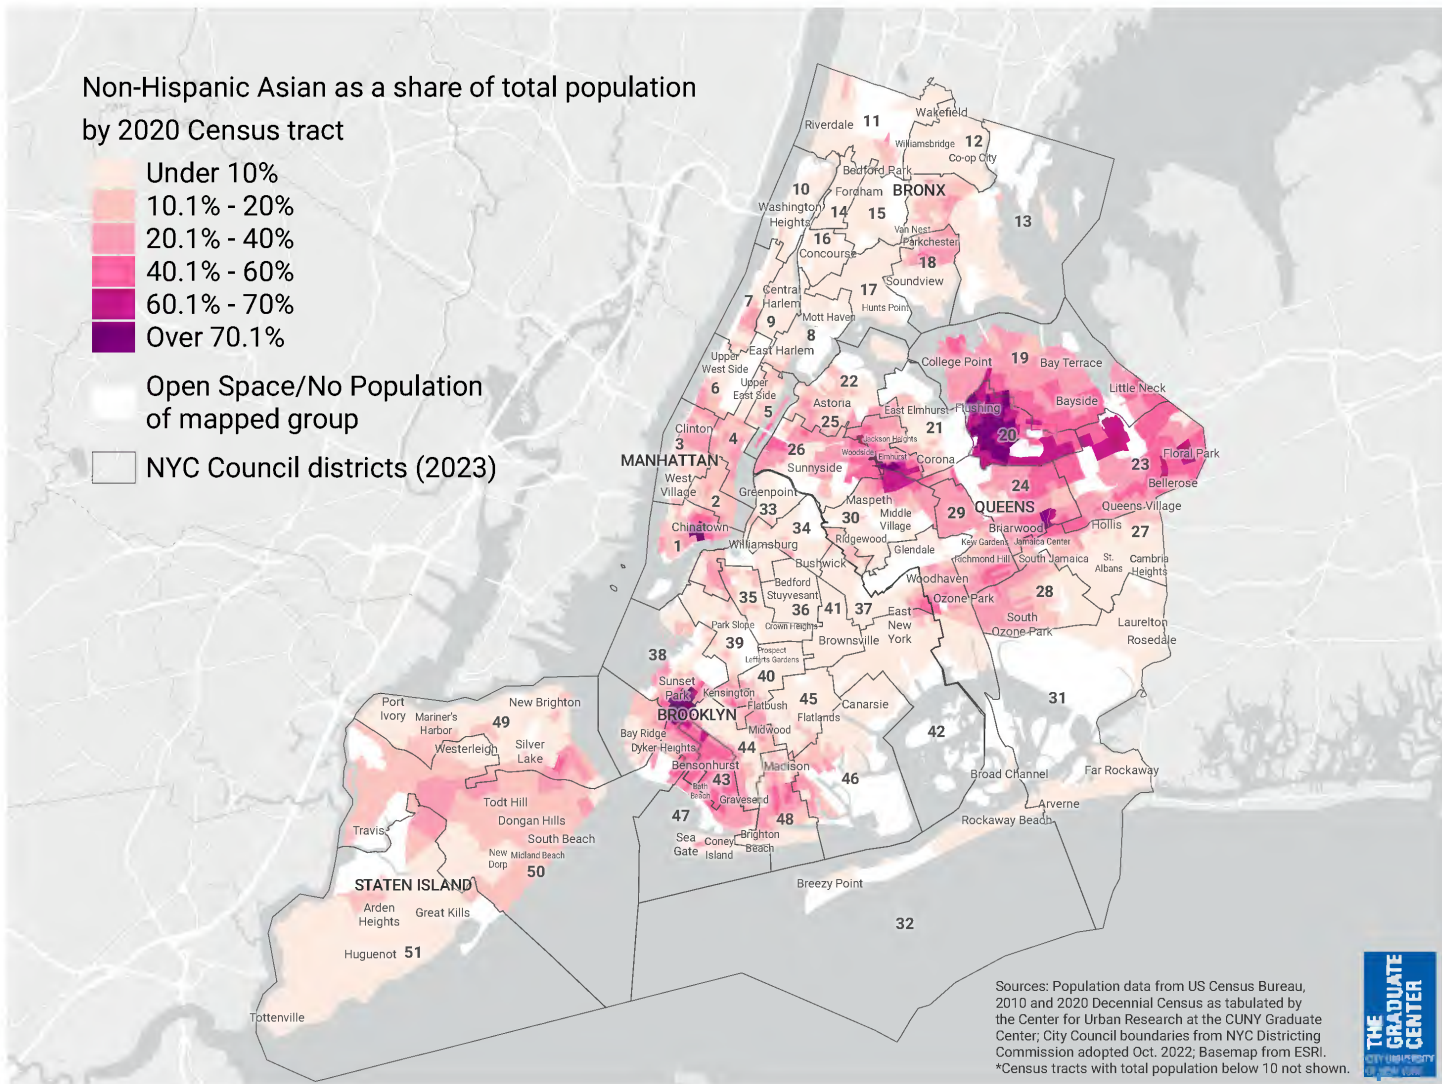 Non-Hispanic Asian as a share of total population
by 2020 Census tract
Under 10%
10.1% - 20%
20.1% - 40%
40.1% - 60%
60.1% - 70%
Over 70.1%
Open Space/No Population
of mapped group
NYC Council districts (2023)
Wakefield
Riverdale
11
Williamsbridge
12
Co-op City
Bedford Park
10
Fordham
BRONX
Washington
Heights
14
15
13
Van Nest
Parkchester
16
Concourse
18
Soundview
17
Hunts Point
7
Central
Harlem
9
Mott Haven
8
East Harlem
Upper
West Side
6
Upper
East Side
5
College Point
19
Bay Terrace
Little Neck
22
Astoria
Bayside
East Elmhurst
Flushing
25
21
20
Clinton
3
4
26
Jackson Heights
Woodside
Elmhurst
Corona
MANHATTAN
Sunnyside
23
Floral Park
Bellerose
West
Village
2
Greenpoint
33
24
Maspeth
QUEENS
Queens Village
Chinatown
1
34
30
Middle
Village
29
Briarwood
Hollis
27
Williamsburg
Ridgewood
Glendale
Kew Gardens
Jamaica Center
Richmond Hill
South Jamaica
St.
Albans
Cambria
Heights
Bushwick
Woodhaven
Bedford
Stuyvesant
35
36
41
37
Ozone Park
28
East
New
York
South
Ozone Park
Laurelton
Park Slope
Crown Heights
Brownsville
Rosedale
39
Prospect
Lefferts Gardens
38
40
Sunset
Park
Kensington
45
Canarsie
31
Flatbush
BROOKLYN
Flatlands
42
Bay Ridge
Midwood
Dyker Heights
44
Bensonhurst
Madison
43
46
Bath
Beach
Gravesend
Broad Channel
Far Rockaway
47
48
Arverne
Rockaway Beach
Sea
Gate
Coney
Island
Brighton
Beach
Breezy Point
32
Port
Ivory
Mariner's
Harbor
New Brighton
49
Westerleigh
Silver
Lake
Todt Hill
Dongan Hills
Travis
South Beach
New
Dorp
Midland Beach
50
STATEN ISLAND
Arden
Heights
Great Kills
Huguenot
51
Tottenville
Sources: Population data from US Census Bureau,
2010 and 2020 Decennial Census as tabulated by
the Center for Urban Research at the CUNY Graduate
Center; City Council boundaries from NYC Districting
Commission adopted Oct. 2022; Basemap from ESRI.
*Census tracts with total population below 10 not shown.
THE
GRADUATE
CENTER
CITY UNIVERSITY
OF NEW YORK